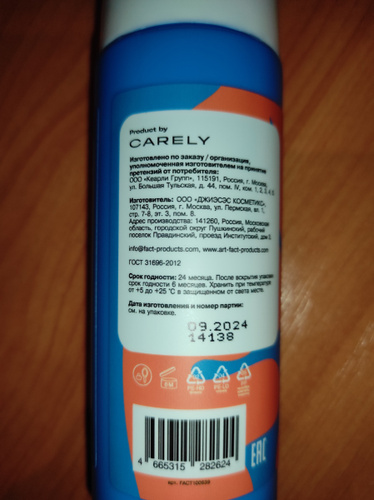 Product by
CARELY
Изготовлено по заказу / организация,
уполномоченная изготовителем на принятие
претензий от потребителя:
ООО «Кеарли Групп», 115191, Россия, г. Москва,
ул. Большая Тульская, д. 44, пом. IV, ком. 1, 2, 3, 4, 5
Изготовитель: ООО «ДЖИЭСЭС КОСМЕТИКС»,
107143, Россия, г. Москва, ул. Пермская, вл. 1,
стр. 7-8, эт. 3, пом. 8.
Адрес производства: 141260, Россия, Московская
область, городской округ Пушкинский, рабочий
поселок Правдинский, проезд Институтский, дом
info@fact-products.com, www.art-fact-products.com
ГОСТ 31696-2012
Срок годности: 24 месяца. После вскрытия упаковки
срок годности 6 месяцев. Хранить при температуре
от +5 до +25 °С в защищенном от света месте.
Дата изготовления и номер партии:
см. на упаковке.
09.2024
14138
6М
4 665315 282624
EAC